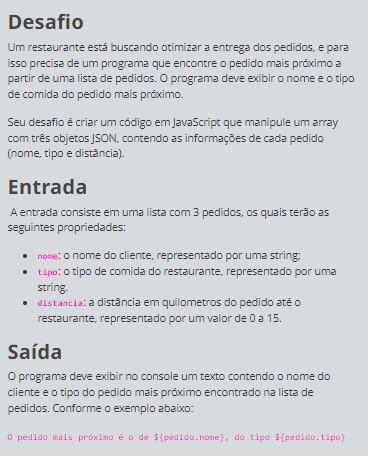 Desafio
Um restaurante está buscando otimizar a entrega dos pedidos, e para
isso precisa de um programa que encontre o pedido mais próximo a
partir de uma lista de pedidos. O programa deve exibir o nome e o tipo
de comida do pedido mais próximo.
Seu desafio é criar um código em JavaScript que manipule um array
com três objetos JSON, contendo as informações de cada pedido
(nome, tipo e distância).
Entrada
A entrada consiste em uma lista com 3 pedidos, os quais terão as
seguintes propriedades:
• nome: o nome do cliente, representado por uma string;
• tipo: o tipo de comida do restaurante, representado por uma
string.
• distancia: a distância em quilometros do pedido até o
restaurante, representado por um valor de 0 a 15.
Saída
O programa deve exibir no console um texto contendo o nome do
cliente e o tipo do pedido mais próximo encontrado na lista de
pedidos. Conforme o exemplo abaixo:
O pedido mais próximo é o de ${pedido.nome}, do tipo ${pedido.tipo}